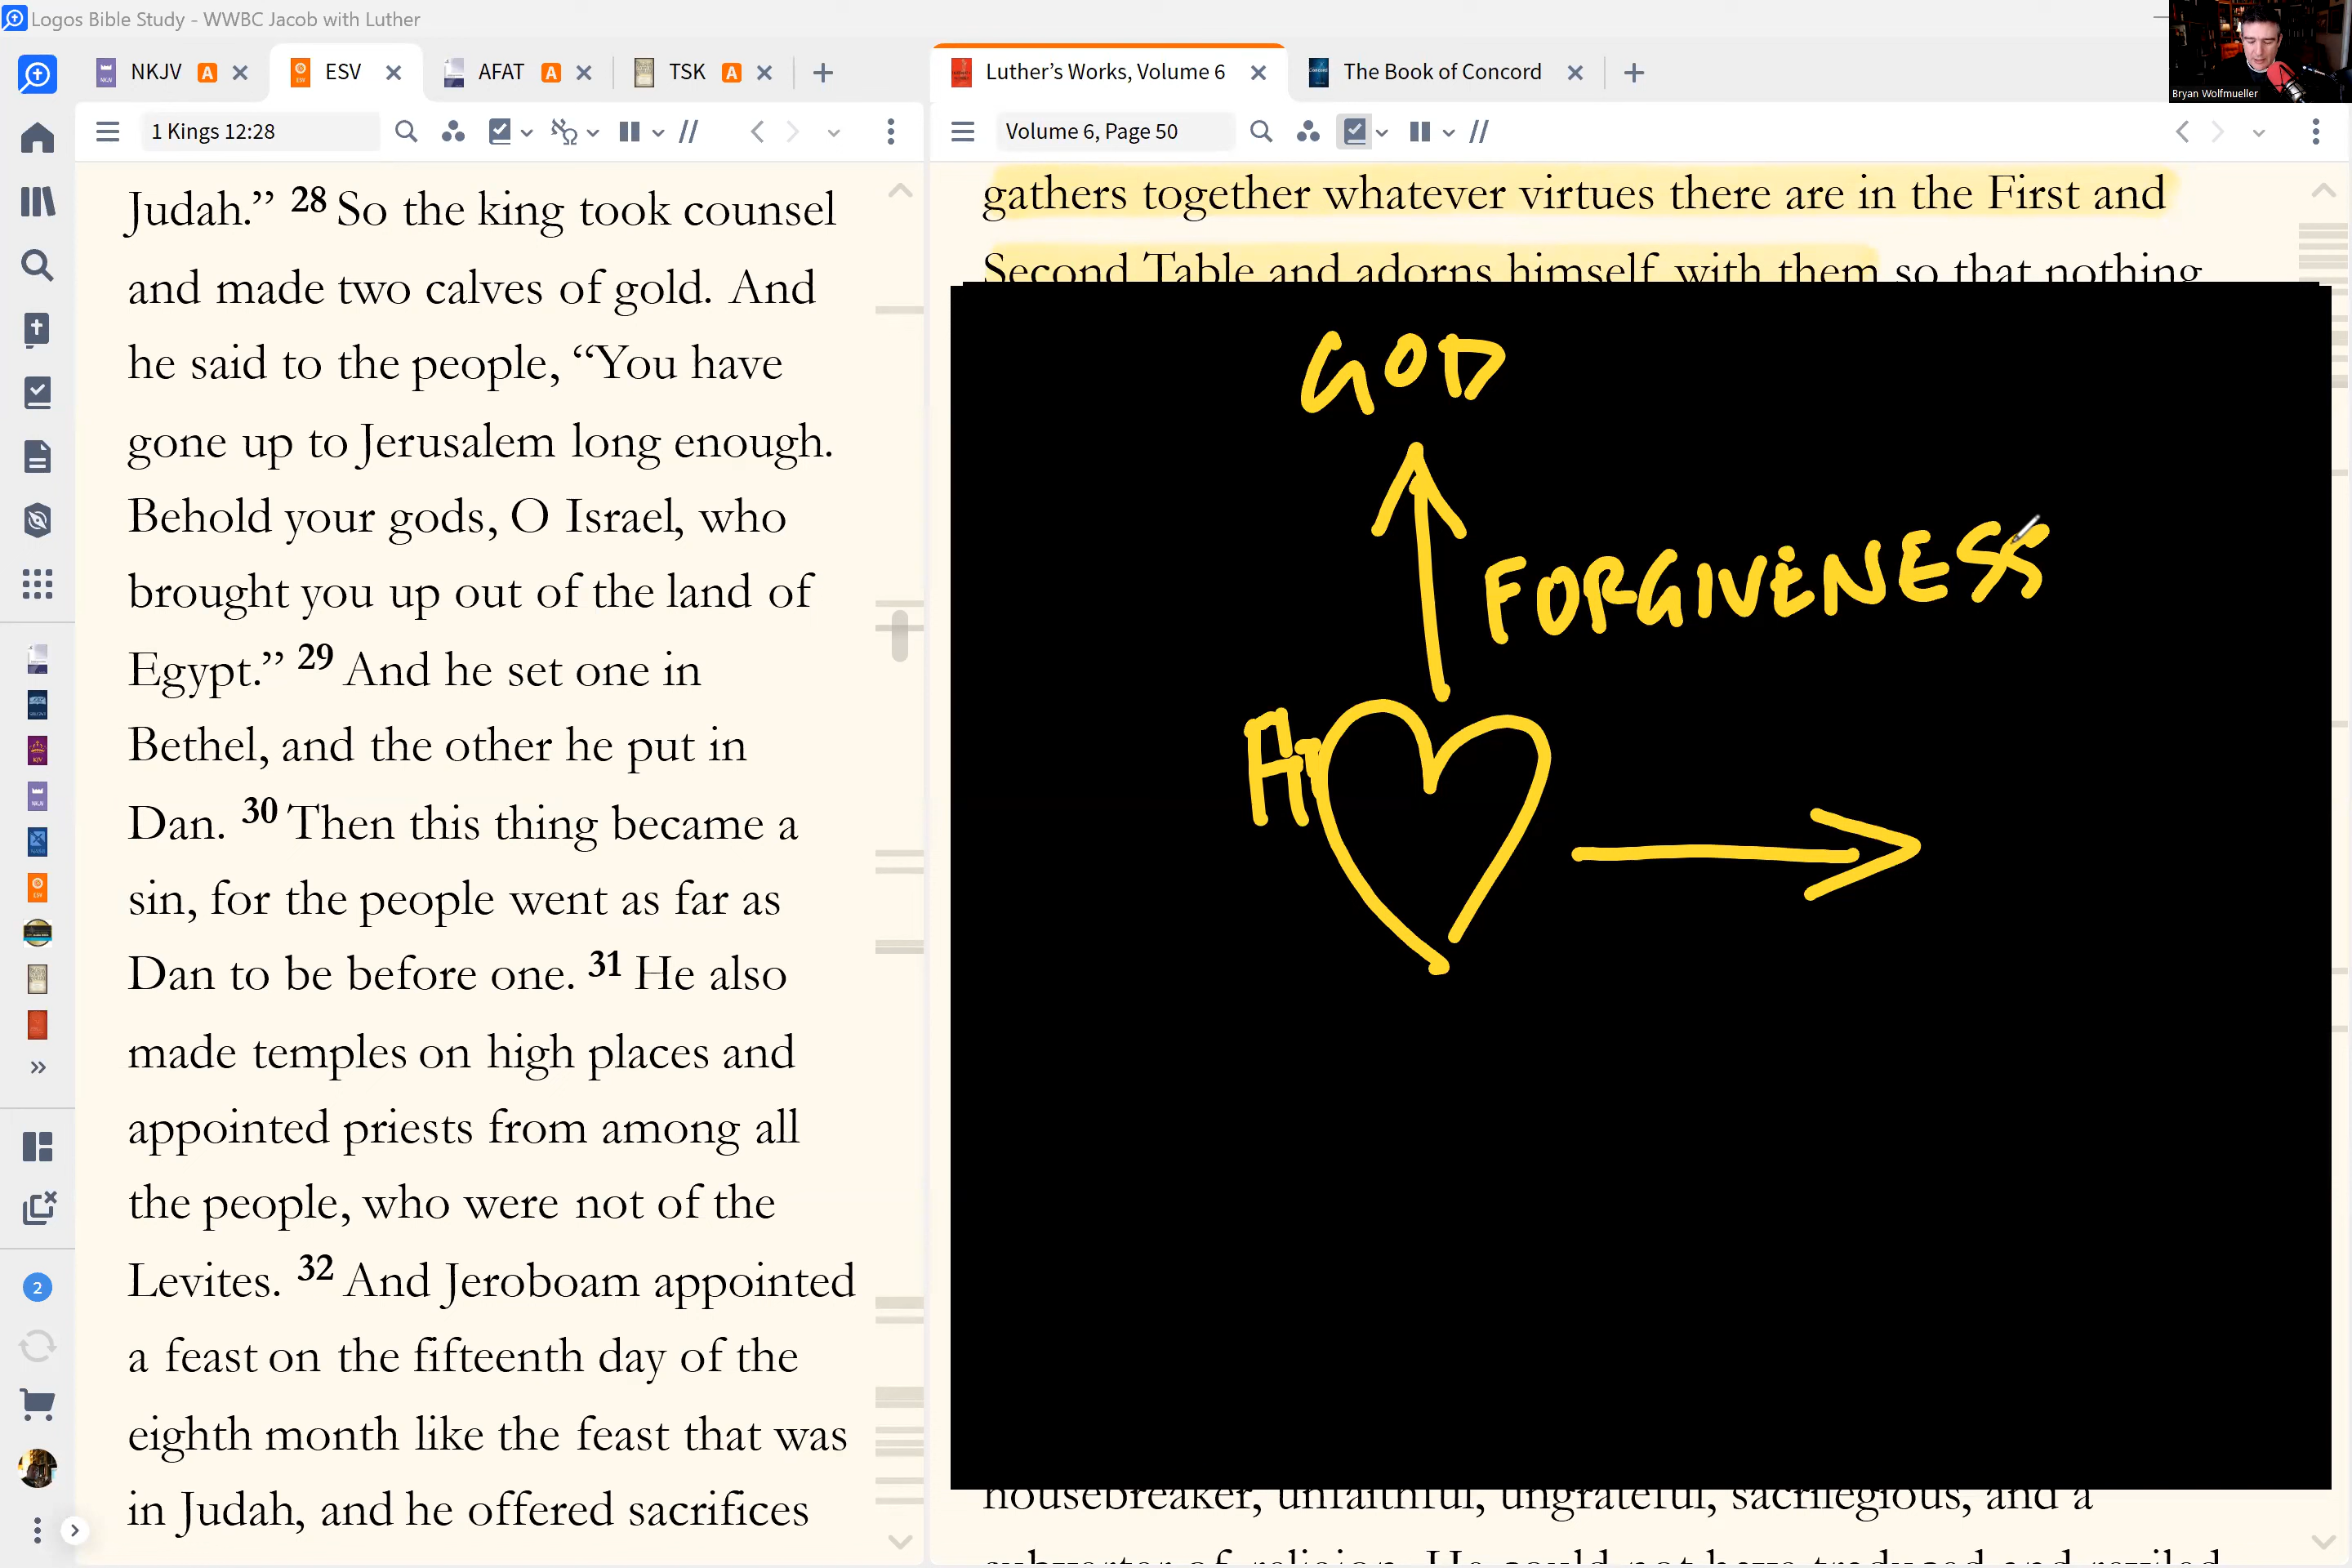 Logos Bible Study - WWBC Jacob with Luther
NKJV A
ESV
AFAT A
TSK A
Luther's Works, Volume 6
The Book of Concord
Bryan Wolfmueller
1 Kings 12:28
Volume 6, Page 50
Judah.” 28 So the king took counsel
and made two calves of gold. And
he said to the people, “You have
gone up to Jerusalem long enough.
Behold your gods, O Israel, who
brought you up out of the land of
Egypt.” 29 And he set one in
Bethel, and the other he put in
Dan. 30 Then this thing became a
sin, for the people went as far as
Dan to be before one. 31 He also
made temples on high places and
appointed priests from among all
the people, who were not of the
Levites. 32 And Jeroboam appointed
a feast on the fifteenth day of the
eighth month like the feast that was
in Judah, and he offered sacrifices
gathers together whatever virtues there are in the First and
Second Table and adorns himself with them so that nothing
GOD
FORGIVENESS
housebreaker, unfaithful, ungrateful, sacrilegious, and a
2